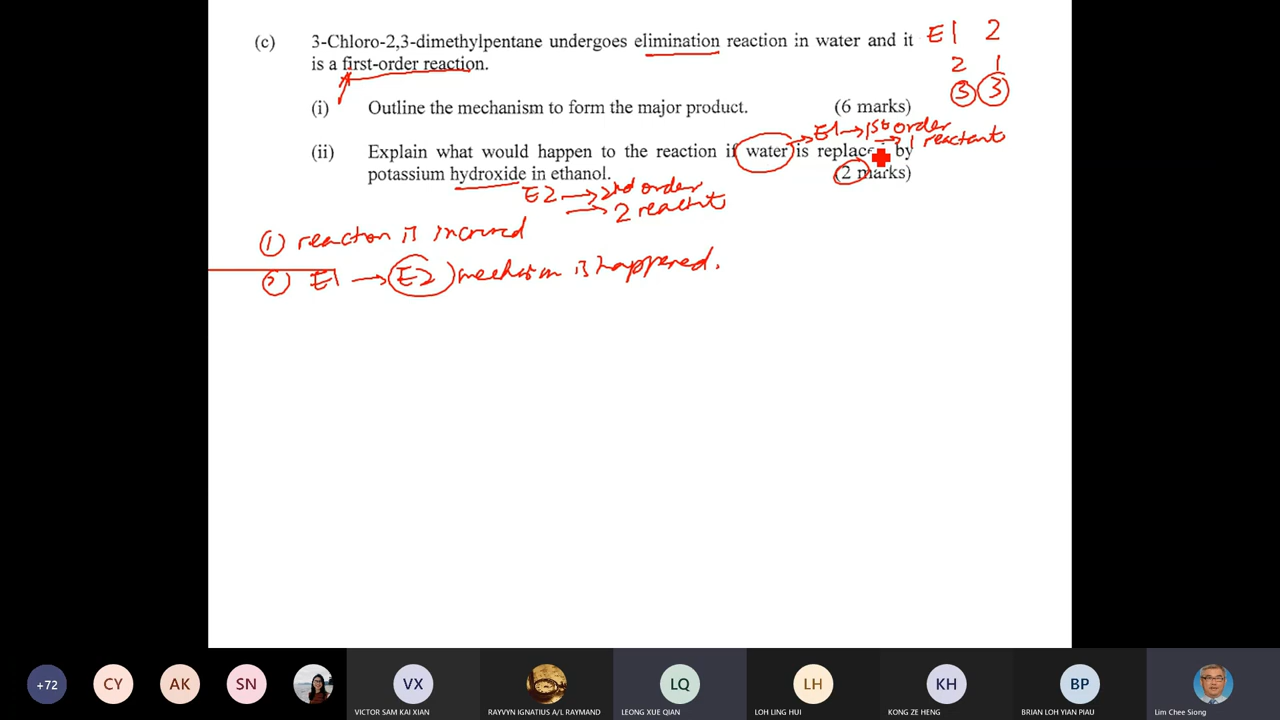 (c) 3-Chloro-2,3-dimethylpentane undergoes elimination reaction in water and it
is a first-order reaction.
E1 2
2 1
3 3
(i) Outline the mechanism to form the major product. (6 marks)
E1 → 1st order
→ 1 reactant
(ii) Explain what would happen to the reaction if water is replaced by
potassium hydroxide in ethanol. (2 marks)
E2 → 2nd order
→ 2 reactant
① reaction is
② E1 → E2 mechanism is happened.
+72
CY
AK
SN
VX
LQ
LH
KH
BP
VICTOR SAM KAI XIAN
RAYVYN IGNATIUS A/L RAYMAND
LEONG XUE QIAN
LOH LING HUI
KONG ZE HENG
BRIAN LOH YIAN PIAU
Lim Chee Siong